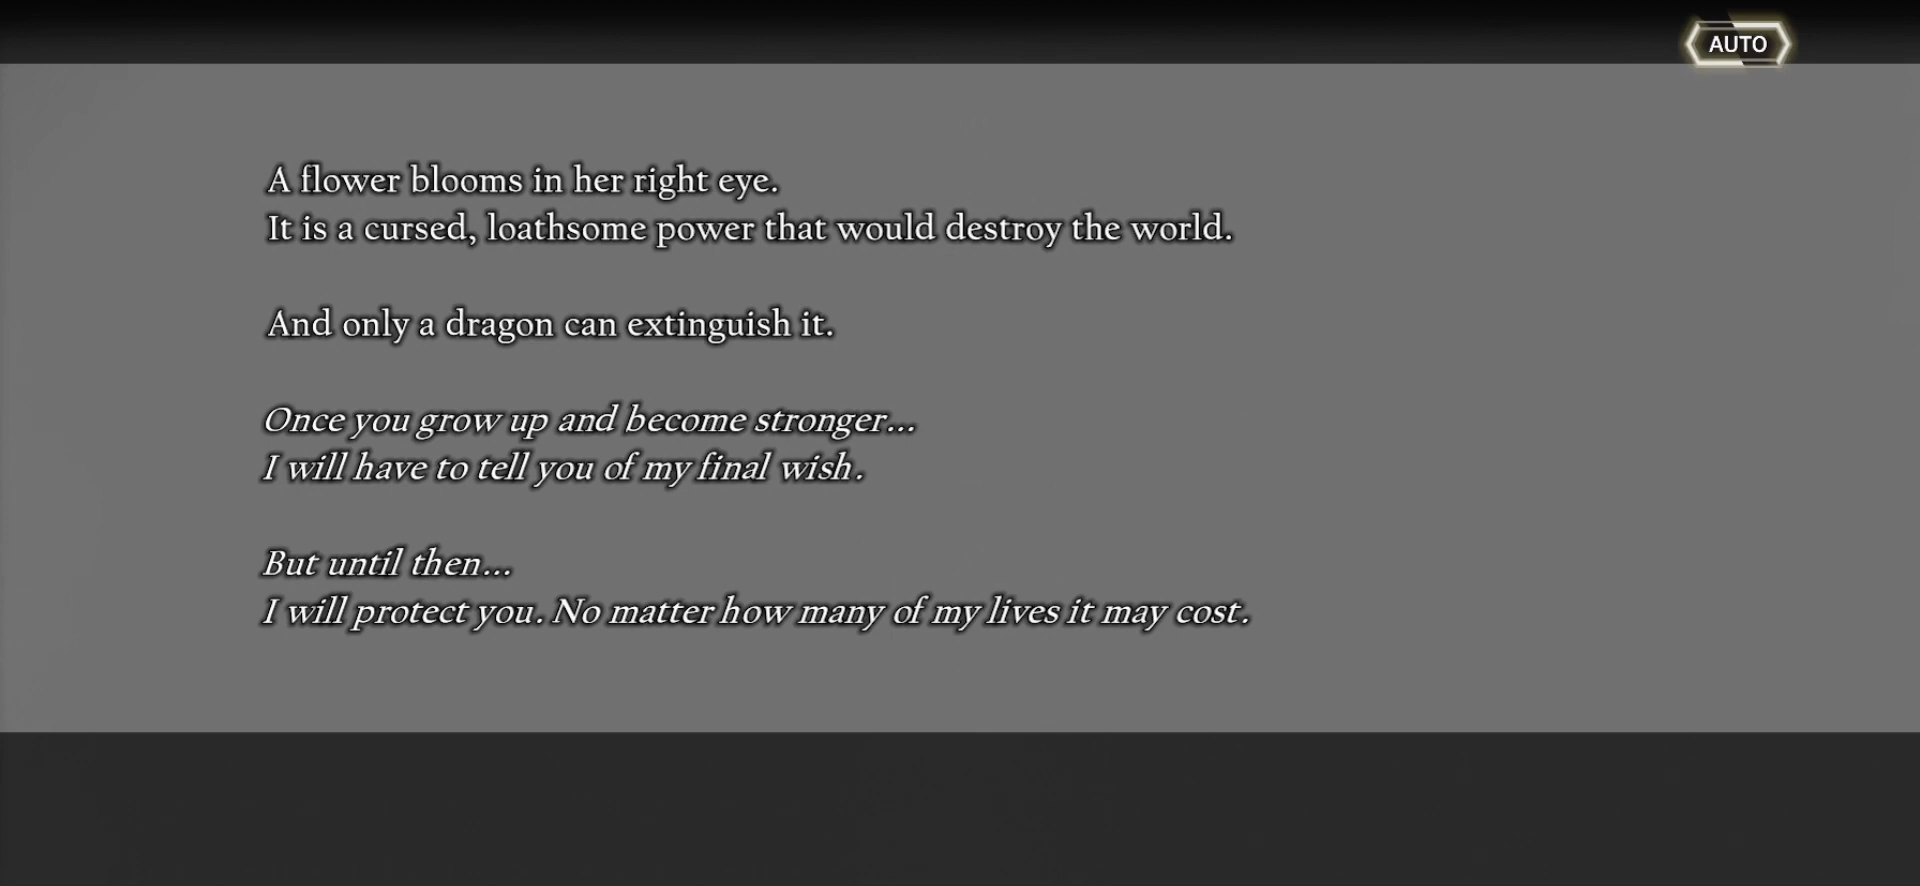 AUTO
A flower blooms in her right eye.
It is a cursed, loathsome power that would destroy the world.
And only a dragon can extinguish it.
Once you grow up and become stronger...
I will have to tell you of my final wish.
But until then...
I will protect you. No matter how many of my lives it may cost.